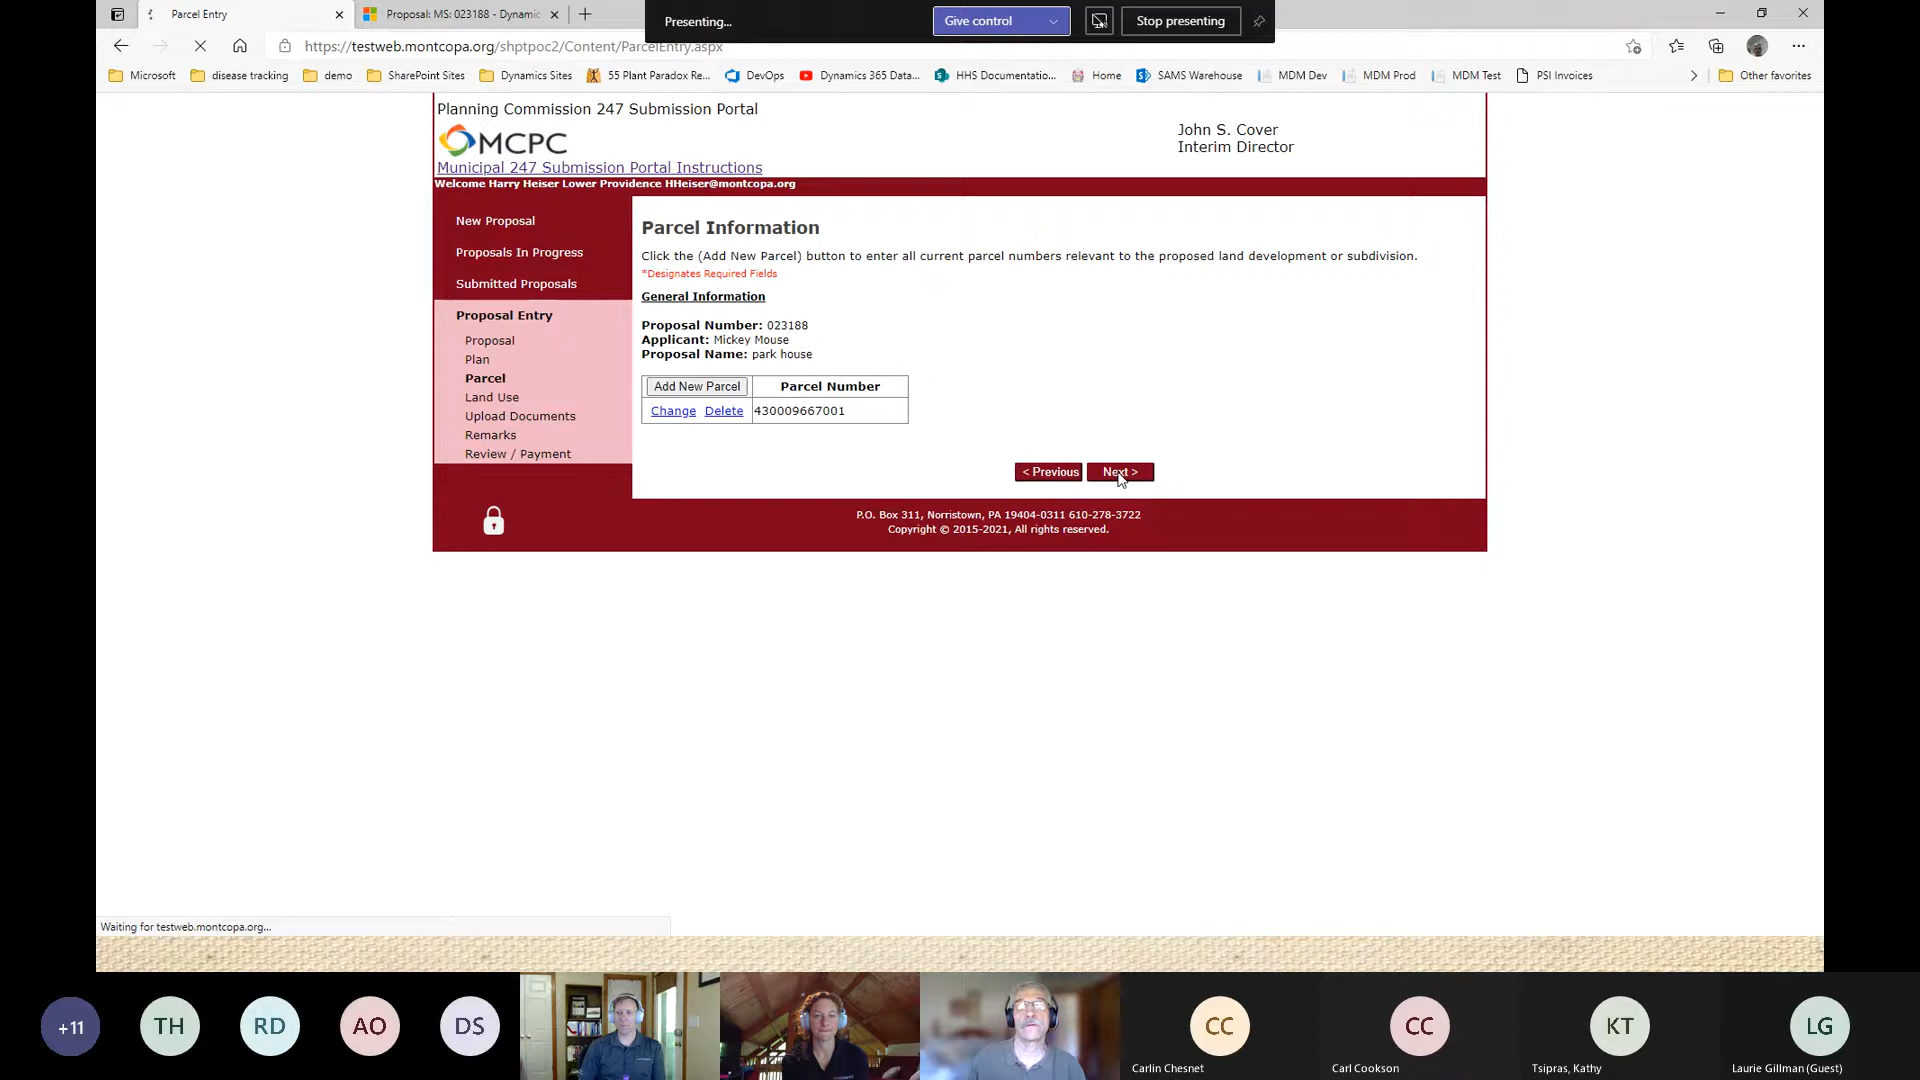 Parcel Entry
Proposal: MS: 023188 - Dynamic
Presenting...
Give control
Stop presenting
https://testweb.montcopa.org/shptpoc2/Content/ParcelEntry.aspx
Microsoft
disease tracking
demo
SharePoint Sites
Dynamics Sites
55 Plant Paradox Re...
DevOps
Dynamics 365 Data...
HHS Documentatio...
Home
SAMS Warehouse
MDM Dev
MDM Prod
MDM Test
PSI Invoices
Other favorites
Planning Commission 247 Submission Portal
MCPC
John S. Cover
Interim Director
Municipal 247 Submission Portal Instructions
Welcome Harry Heiser Lower Providence HHeiser@montcopa.org
New Proposal
Proposals In Progress
Submitted Proposals
Proposal Entry
Proposal
Plan
Parcel
Land Use
Upload Documents
Remarks
Review / Payment
Parcel Information
Click the (Add New Parcel) button to enter all current parcel numbers relevant to the proposed land development or subdivision.
*Designates Required Fields
General Information
Proposal Number: 023188
Applicant: Mickey Mouse
Proposal Name: park house
Add New Parcel
Parcel Number
Change Delete 430009667001
< Previous
Next >
P.O. Box 311, Norristown, PA 19404-0311 610-278-3722
Copyright © 2015-2021, All rights reserved.
Waiting for testweb.montcopa.org...
+11
TH
RD
AO
DS
CC
Carlin Chesnet
CC
Carl Cookson
KT
Tsipras, Kathy
LG
Laurie Gillman (Guest)